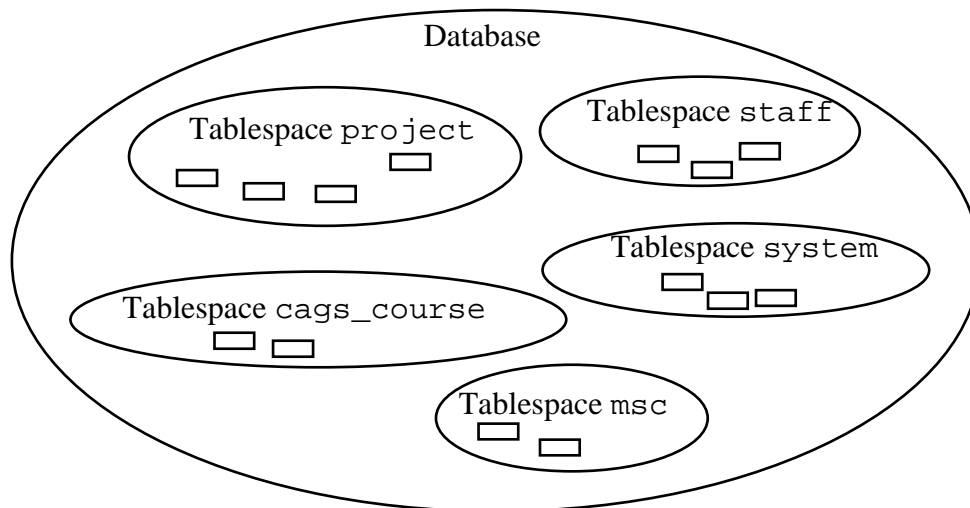 Database
Tablespace project
Tablespace staff
Tablespace system
Tablespace cags_course
Tablespace msc